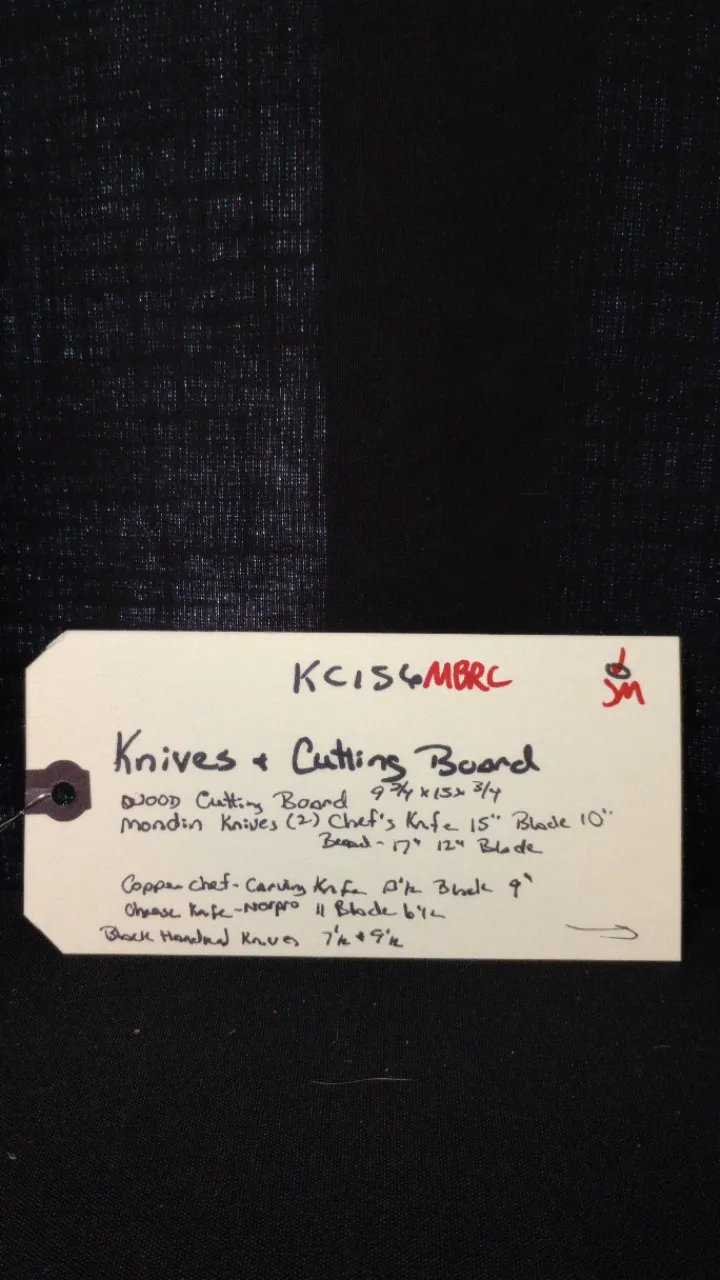 KC156MBRC
JM
Knives + Cutting Board
WOOD Cutting Board 9 3/4 x 15 x 3/4
mondin Knives (2) Chef's Knife 15" Blade 10"
Bread - 17" 12" Blade
Copper chef - Carving Knife Blade 9"
Cheese Knife - Norpro 11 Blade 6 1/2
Black Handled Knives 7 1/2 + 9 1/2